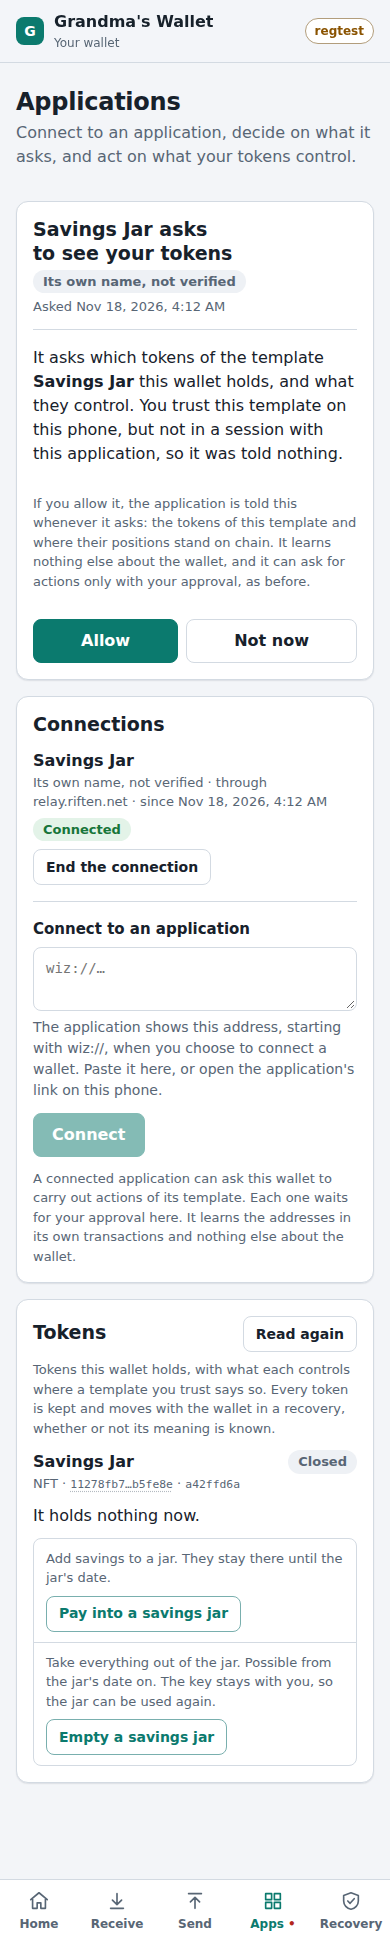 G
Grandma's Wallet
Your wallet
regtest
Applications
Connect to an application, decide on what it
asks, and act on what your tokens control.
Savings Jar asks
to see your tokens
Its own name, not verified
Asked Nov 18, 2026, 4:12 AM
It asks which tokens of the template
Savings Jar this wallet holds, and what
they control. You trust this template on
this phone, but not in a session with
this application, so it was told nothing.
If you allow it, the application is told this
whenever it asks: the tokens of this template and
where their positions stand on chain. It learns
nothing else about the wallet, and it can ask for
actions only with your approval, as before.
Allow
Not now
Connections
Savings Jar
Its own name, not verified · through
relay.riften.net · since Nov 18, 2026, 4:12 AM
Connected
End the connection
Connect to an application
wiz://…
The application shows this address, starting
with wiz://, when you choose to connect a
wallet. Paste it here, or open the application's
link on this phone.
Connect
A connected application can ask this wallet to
carry out actions of its template. Each one waits
for your approval here. It learns the addresses in
its own transactions and nothing else about the
wallet.
Tokens
Read again
Tokens this wallet holds, with what each controls
where a template you trust says so. Every token
is kept and moves with the wallet in a recovery,
whether or not its meaning is known.
Savings Jar
Closed
NFT · 11278fb7…b5fe8e · a42ffd6a
It holds nothing now.
Add savings to a jar. They stay there until the
jar's date.
Pay into a savings jar
Take everything out of the jar. Possible from
the jar's date on. The key stays with you, so
the jar can be used again.
Empty a savings jar
Home
Receive
Send
Apps
Recovery